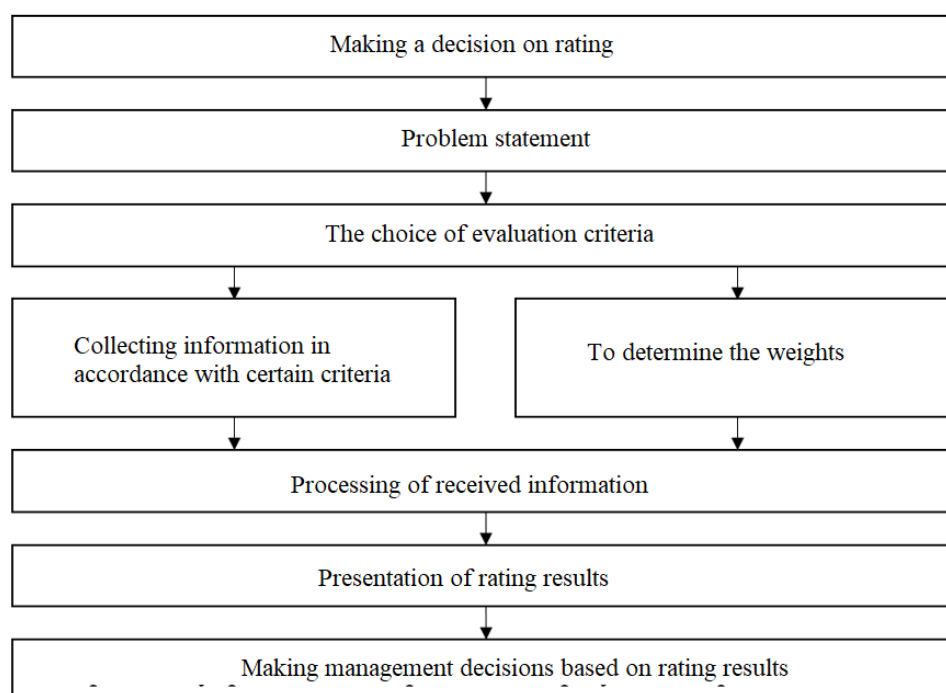 Making a decision on rating
Problem statement
The choice of evaluation criteria
Collecting information in
accordance with certain criteria
To determine the weights
Processing of received information
Presentation of rating results
Making management decisions based on rating results